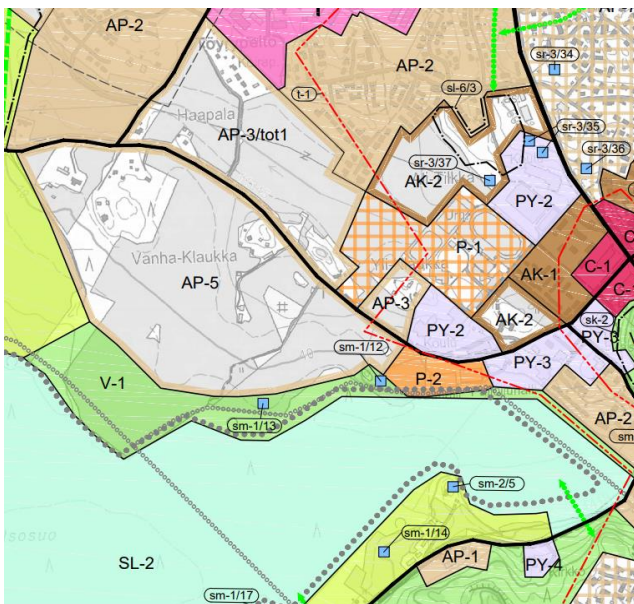 AP-2
AP-2
sr-3/34
t-1
sl-6/3
Haapala
AP-3/tot1
sr-3/35
sr-3/37
sr-3/36
AK-2
PY-2
Vanha-Klaukka
P-1
AK-1
C-1
AP-5
AP-3
PY-2
AK-2
sk-2
PY-3
sm-1/12
PY-3
V-1
P-2
AP-2
sm-1/13
sm-2/5
sm-1/14
SL-2
AP-1
PY-4
Kirkko
sm-1/17